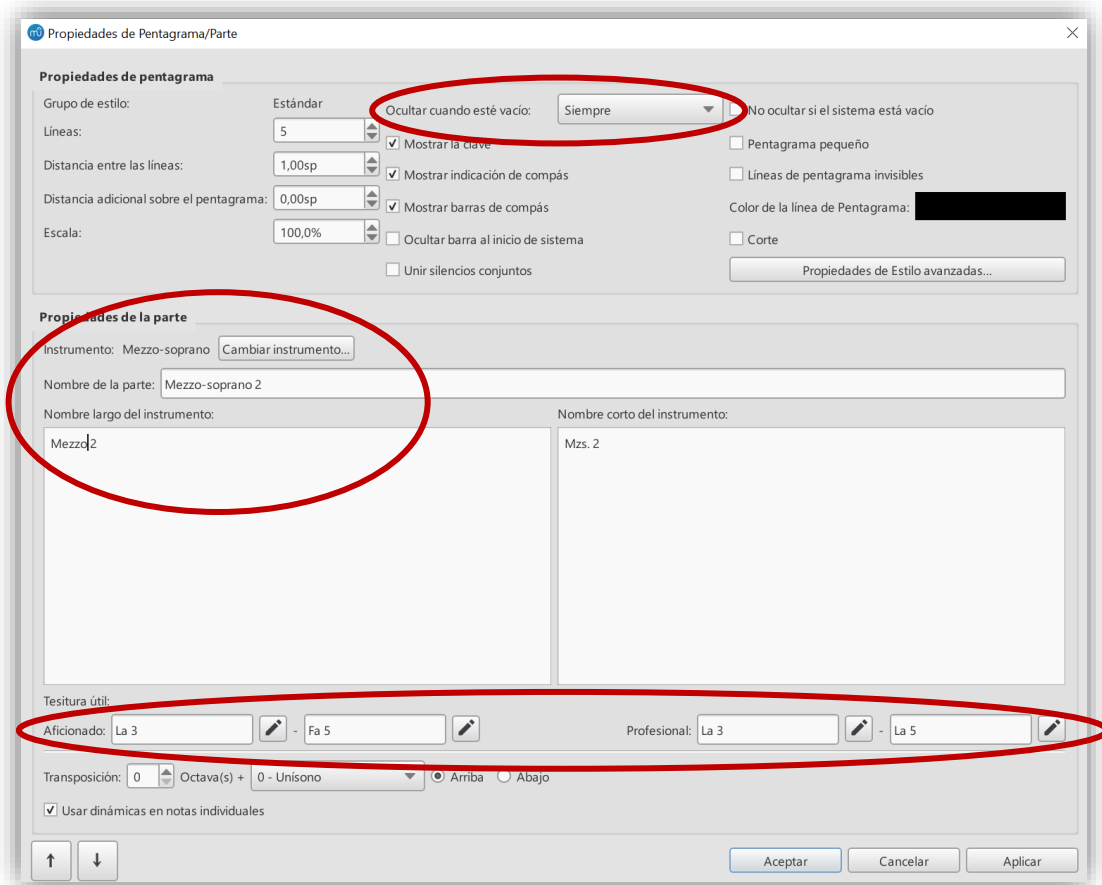 Propiedades de Pentagrama/Parte
Propiedades de pentagrama
Grupo de estilo: Estándar
Ocultar cuando esté vacío: Siempre
No ocultar si el sistema está vacío
Líneas: 5
Mostrar la clave
Pentagrama pequeño
Distancia entre las líneas: 1,00sp
Mostrar indicación de compás
Líneas de pentagrama invisibles
Distancia adicional sobre el pentagrama: 0,00sp
Mostrar barras de compás
Color de la línea de Pentagrama:
Escala: 100,0%
Ocultar barra al inicio de sistema
Corte
Unir silencios conjuntos
Propiedades de Estilo avanzadas...
Propiedades de la parte
Instrumento: Mezzo-soprano Cambiar instrumento...
Nombre de la parte: Mezzo-soprano 2
Nombre largo del instrumento:
Nombre corto del instrumento:
Mezzo 2
Mzs. 2
Tesitura útil:
Aficionado: La 3 - Fa 5
Profesional: La 3 - La 5
Transposición: 0 Octava(s) + 0 - Unísono Arriba Abajo
Usar dinámicas en notas individuales
Aceptar Cancelar Aplicar